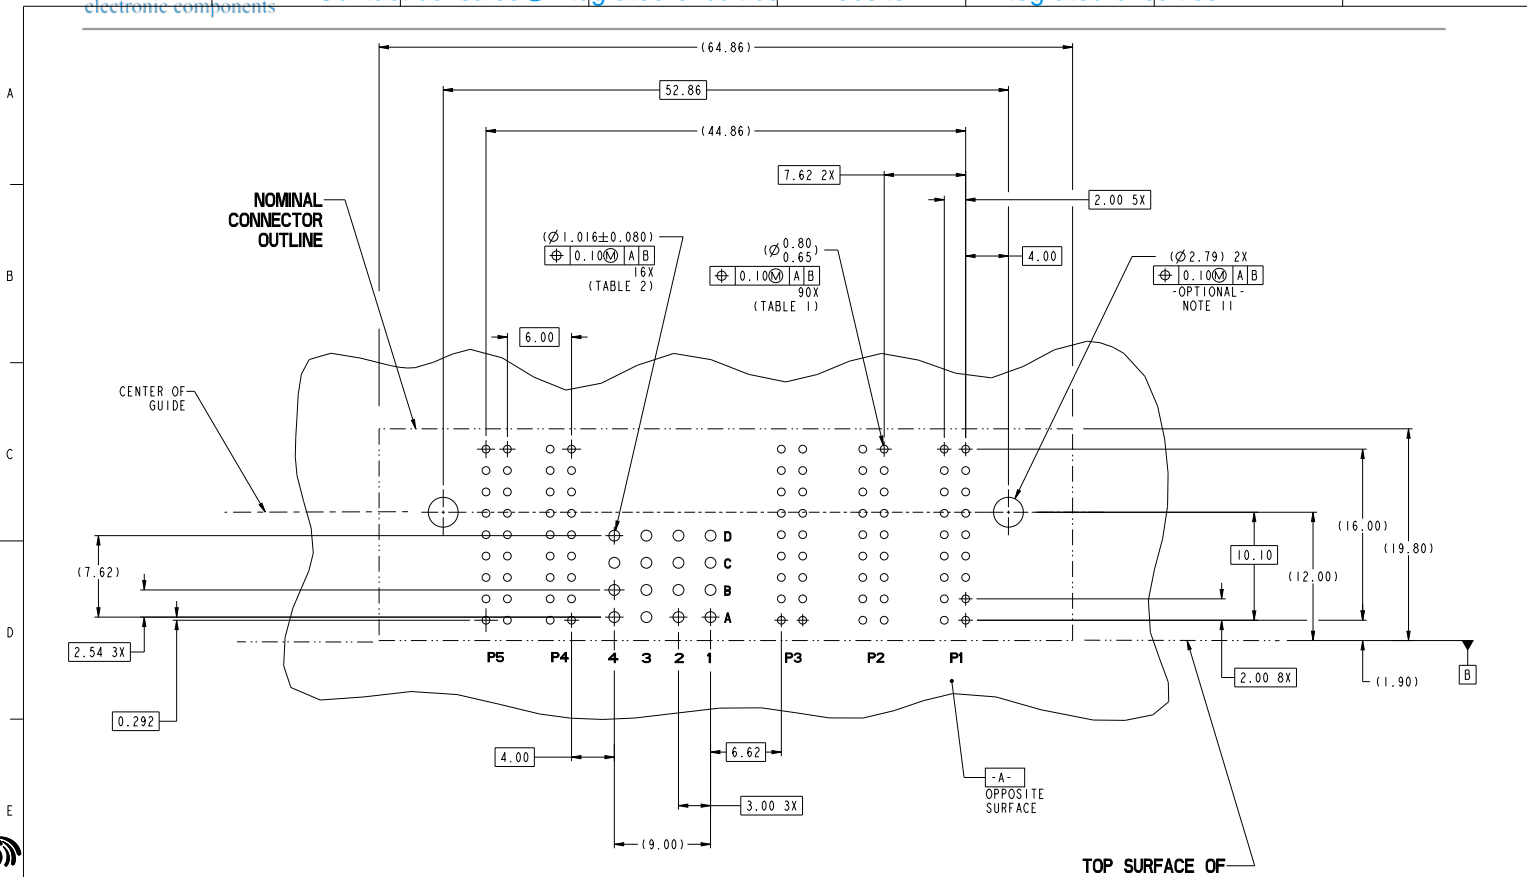 electronic components
(64.86)
A
52.86
(44.86)
7.62 2X
2.00 5X
NOMINAL
CONNECTOR
OUTLINE
(Ø1.016±0.080)
⌖ 0.10Ⓜ A B
16X
(TABLE 2)
(Ø 0.80
0.65)
⌖ 0.10Ⓜ A B
90X
(TABLE 1)
4.00
(Ø2.79) 2X
⌖ 0.10Ⓜ A B
-OPTIONAL-
NOTE 11
B
6.00
CENTER OF
GUIDE
C
D
C
B
A
(7.62)
(16.00)
(19.80)
10.10
(12.00)
D
2.54 3X
P5 P4 4 3 2 1 P3 P2 P1
2.00 8X
(1.90)
B
0.292
4.00
6.62
-A-
OPPOSITE
SURFACE
3.00 3X
E
(9.00)
TOP SURFACE OF